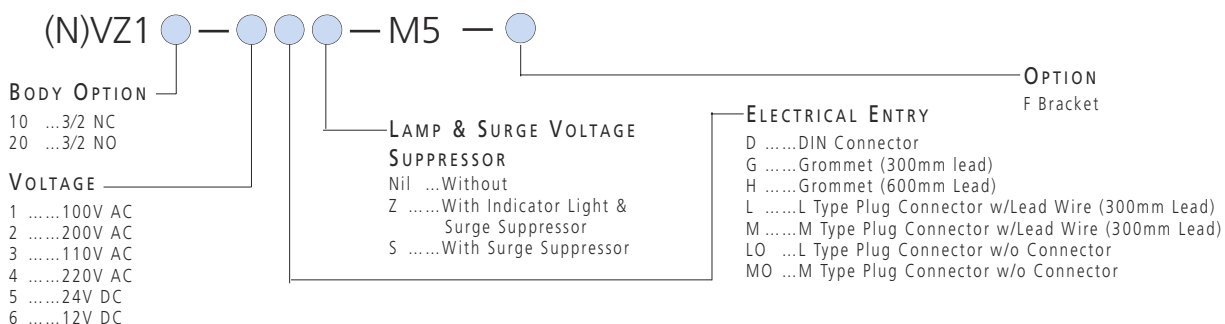 (N)VZ1 — — M5 —
BODY OPTION
10 ...3/2 NC
20 ...3/2 NO
VOLTAGE
1 ......100V AC
2 ......200V AC
3 ......110V AC
4 ......220V AC
5 ......24V DC
6 ......12V DC
LAMP & SURGE VOLTAGE
SUPPRESSOR
Nil ...Without
Z ......With Indicator Light &
Surge Suppressor
S ......With Surge Suppressor
ELECTRICAL ENTRY
D ......DIN Connector
G ......Grommet (300mm lead)
H ......Grommet (600mm Lead)
L ......L Type Plug Connector w/Lead Wire (300mm Lead)
M ......M Type Plug Connector w/Lead Wire (300mm Lead)
LO ...L Type Plug Connector w/o Connector
MO ...M Type Plug Connector w/o Connector
OPTION
F Bracket